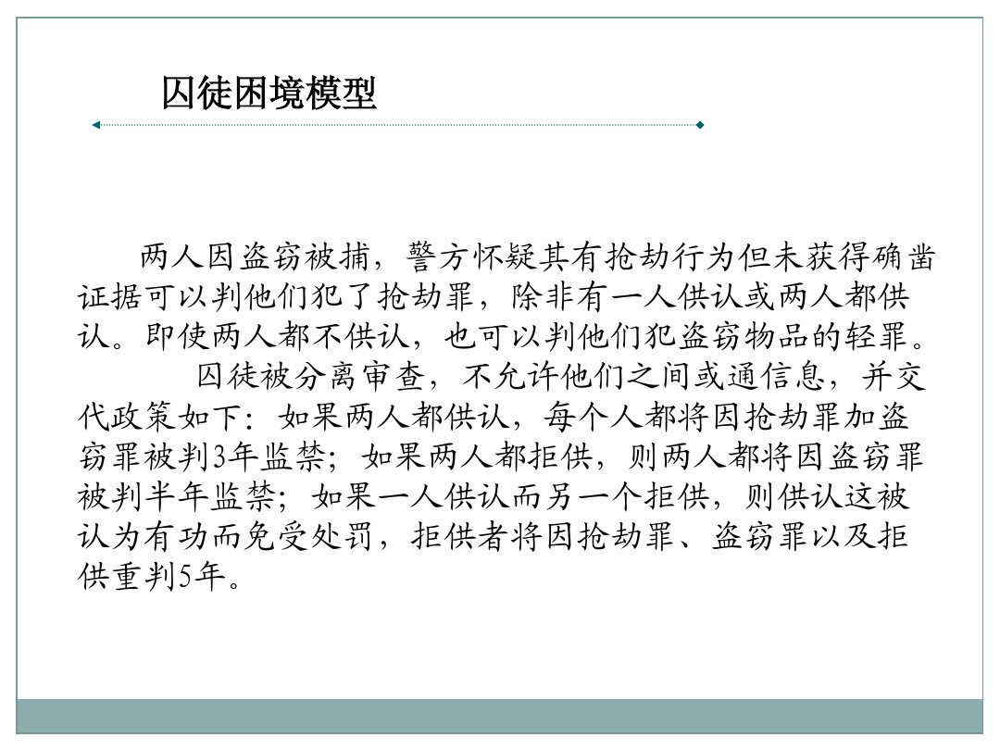 囚徒困境模型
两人因盗窃被捕，警方怀疑其有抢劫行为但未获得确凿
证据可以判他们犯了抢劫罪，除非有一人供认或两人都供
认。即使两人都不供认，也可以判他们犯盗窃物品的轻罪。
囚徒被分离审查，不允许他们之间或通信息，并交
代政策如下：如果两人都供认，每个人都将因抢劫罪加盗
窃罪被判3年监禁；如果两人都拒供，则两人都将因盗窃罪
被判半年监禁；如果一人供认而另一个拒供，则供认这被
认为有功而免受处罚，拒供者将因抢劫罪、盗窃罪以及拒
供重判5年。